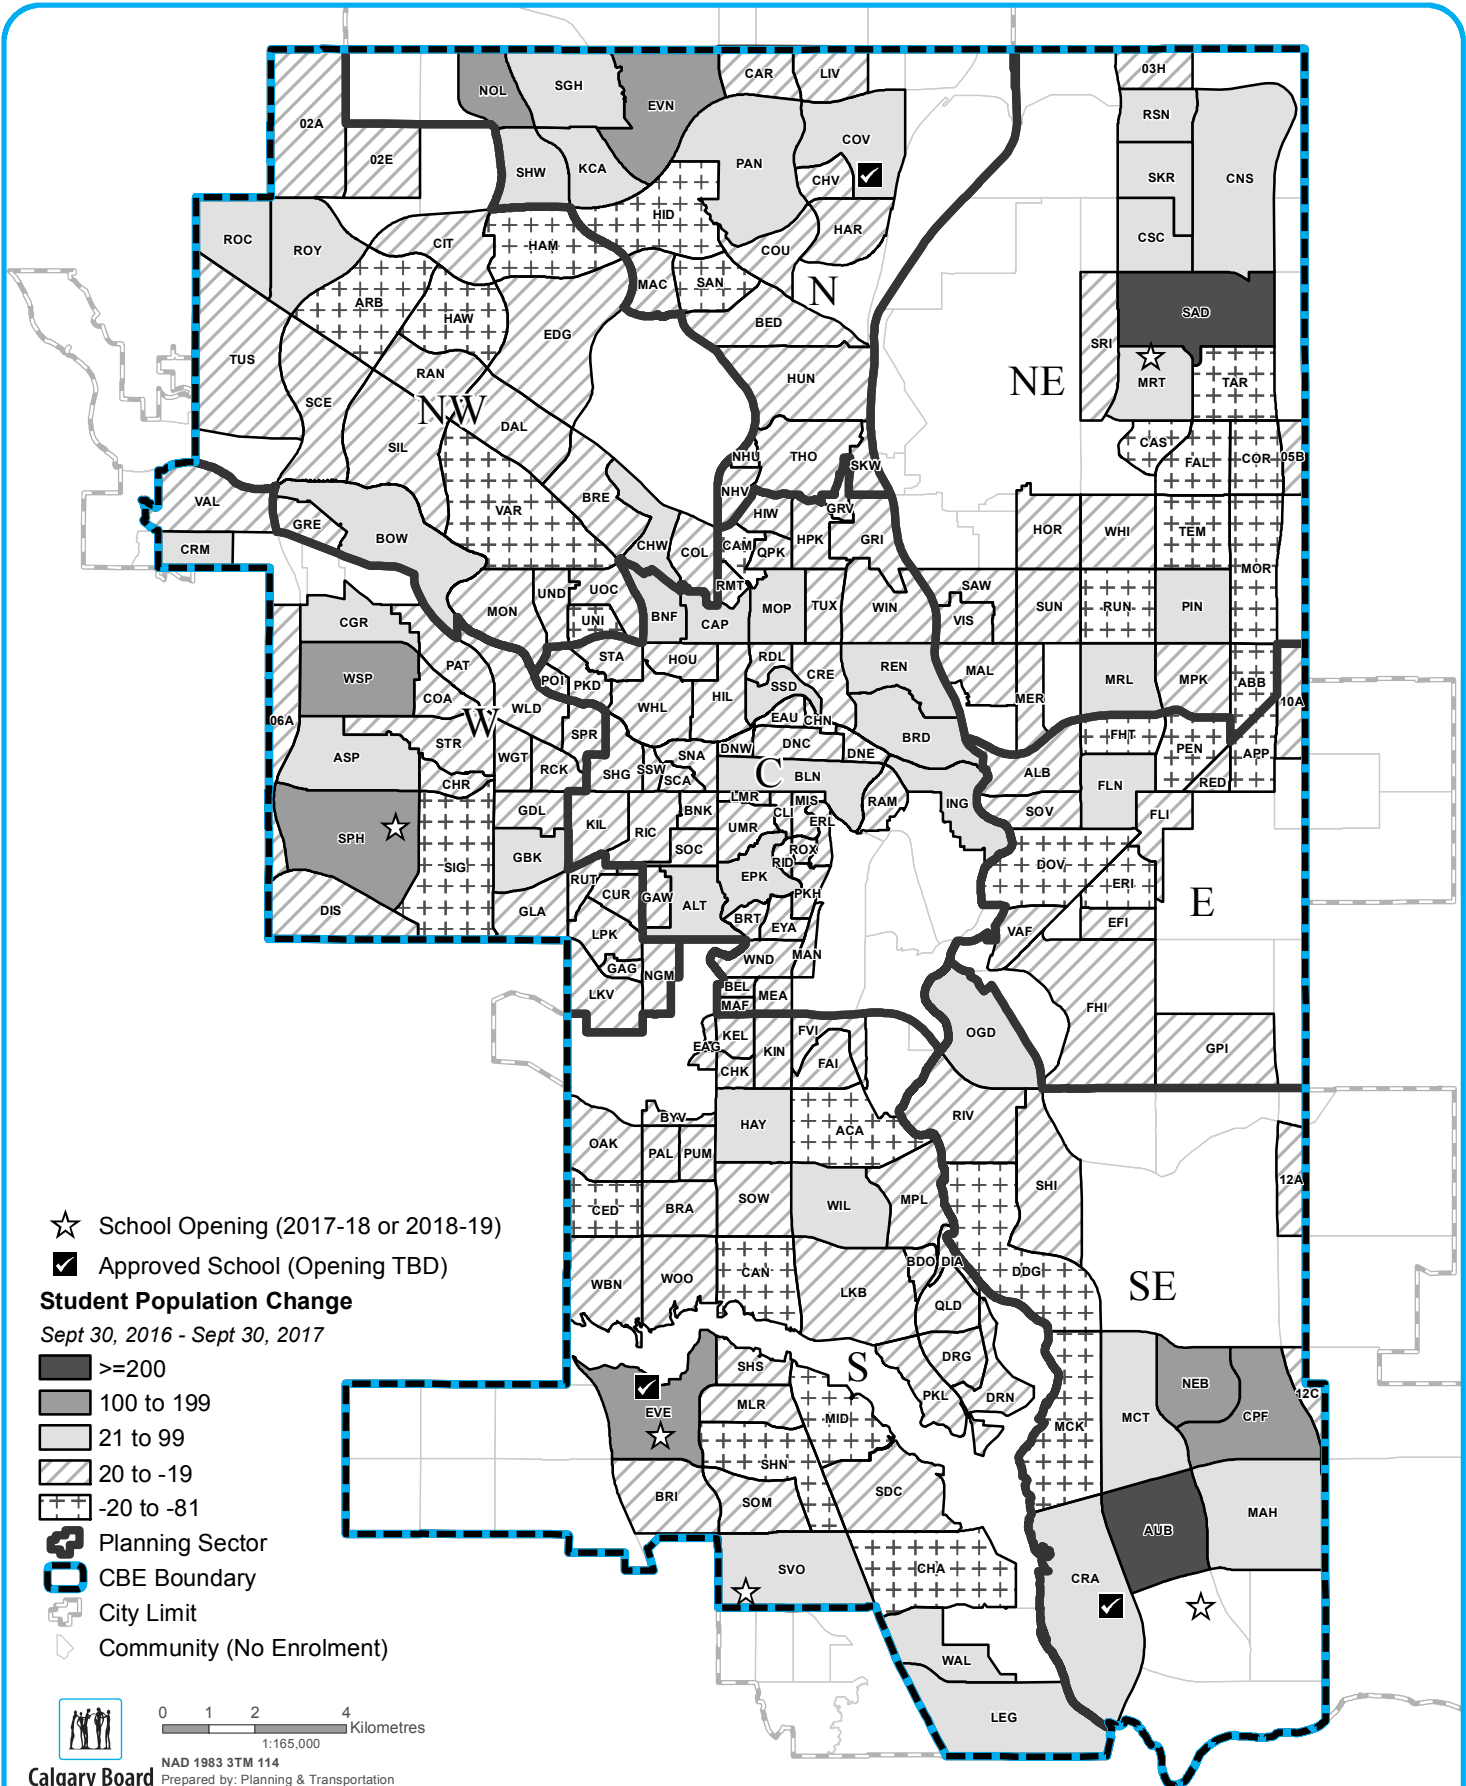 CAR
LIV
03H
NOL
SGH
EVN
RSN
02A
COV
02E
PAN
SHW
KCA
CHV
SKR
CNS
HID
ROC
ROY
CIT
HAM
COU
HAR
CSC
MAC
SAN
N
ARB
HAW
BED
SAD
EDG
TUS
SRI
RAN
HUN
NE
MRT
TAR
SCE
NW
DAL
SIL
THO
CAS
NHU
SKW
FAL
COR
05B
NHV
BRE
VAL
VAR
HIW
GRV
GRE
HOR
WHI
TEM
BOW
CHW
COL
CAM
QPK
HPK
GRI
CRM
MOR
RMT
SAW
UND
UOC
MON
MOP
TUX
WIN
SUN
RUN
PIN
CGR
UNI
BNF
CAP
VIS
STA
HOU
RDL
PAT
CRE
REN
MAL
WSP
POI
PKD
SSD
MRL
MPK
ABB
COA
WLD
WHL
HIL
MER
10A
06A
W
EAU
CHN
SPR
BRD
FHT
STR
DNW
DNC
PEN
ASP
WGT
SNA
DNE
APP
RCK
SHG
SSW
C
BLN
ALB
CHR
SCA
RED
FLN
LMR
MIS
RAM
ING
GDL
BNK
CLI
SOV
FLI
KIL
RIC
UMR
ERL
SPH
SOC
ROX
GBK
RID
DOV
SIG
EPK
RUT
ERI
CUR
GAW
PKH
ALT
E
DIS
GLA
BRT
EYA
EFI
LPK
VAF
WND
MAN
GAG
NGM
BEL
LKV
MEA
MAF
FHI
KEL
FVI
OGD
EAG
KIN
GPI
CHK
FAI
BYV
RIV
OAK
HAY
ACA
PAL
PUM
12A
SHI
SOW
WIL
MPL
CED
BRA
School Opening (2017-18 or 2018-19)
Approved School (Opening TBD)
BDO
DIA
CAN
DDG
WBN
WOO
SE
LKB
QLD
Student Population Change
Sept 30, 2016 - Sept 30, 2017
DRG
SHS
S
>=200
NEB
12C
PKL
DRN
100 to 199
MLR
EVE
MID
MCT
CPF
MCK
21 to 99
SHN
20 to -19
SDC
BRI
SOM
-20 to -81
MAH
AUB
Planning Sector
SVO
CHA
CRA
CBE Boundary
City Limit
Community (No Enrolment)
WAL
LEG
0 1 2 4
Kilometres
1:165,000
NAD 1983 3TM 114
Calgary Board
Prepared by: Planning & Transportation